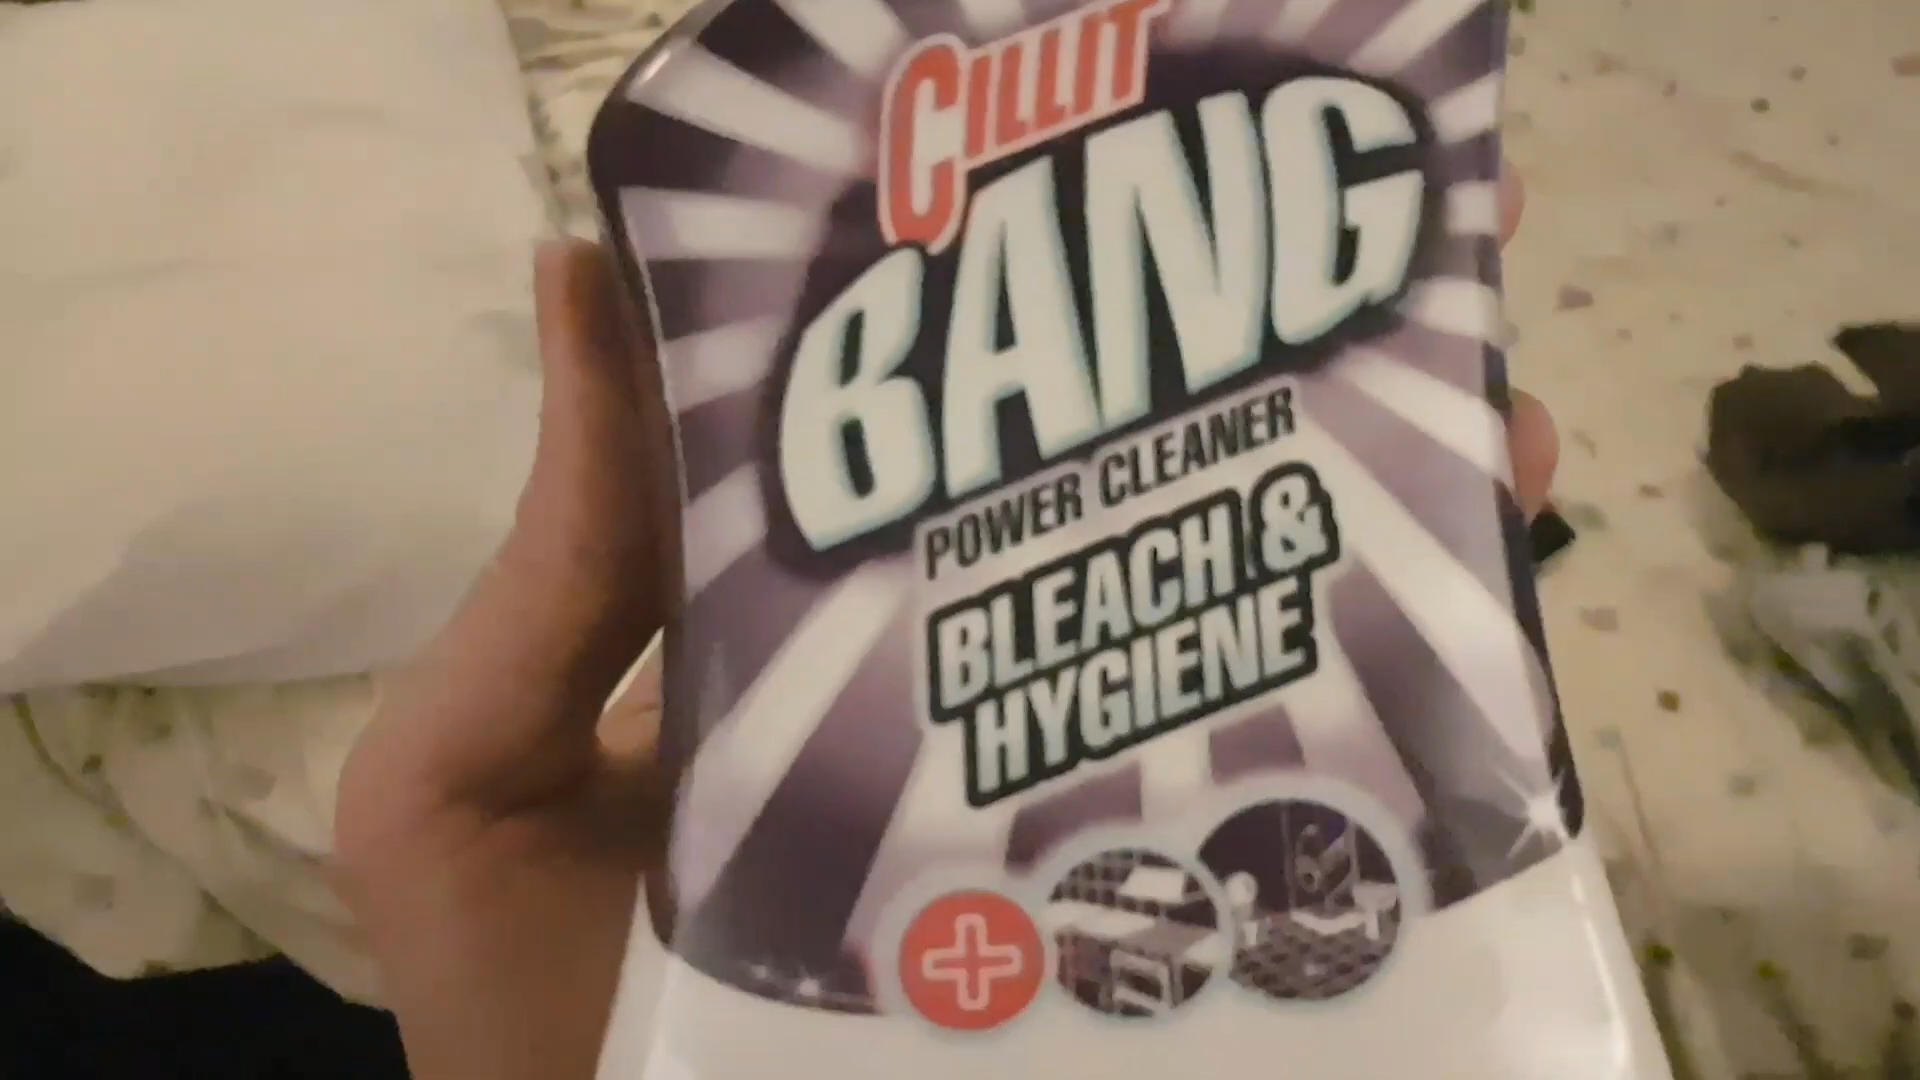 CILLIT
BANG
POWER CLEANER
BLEACH &
HYGIENE